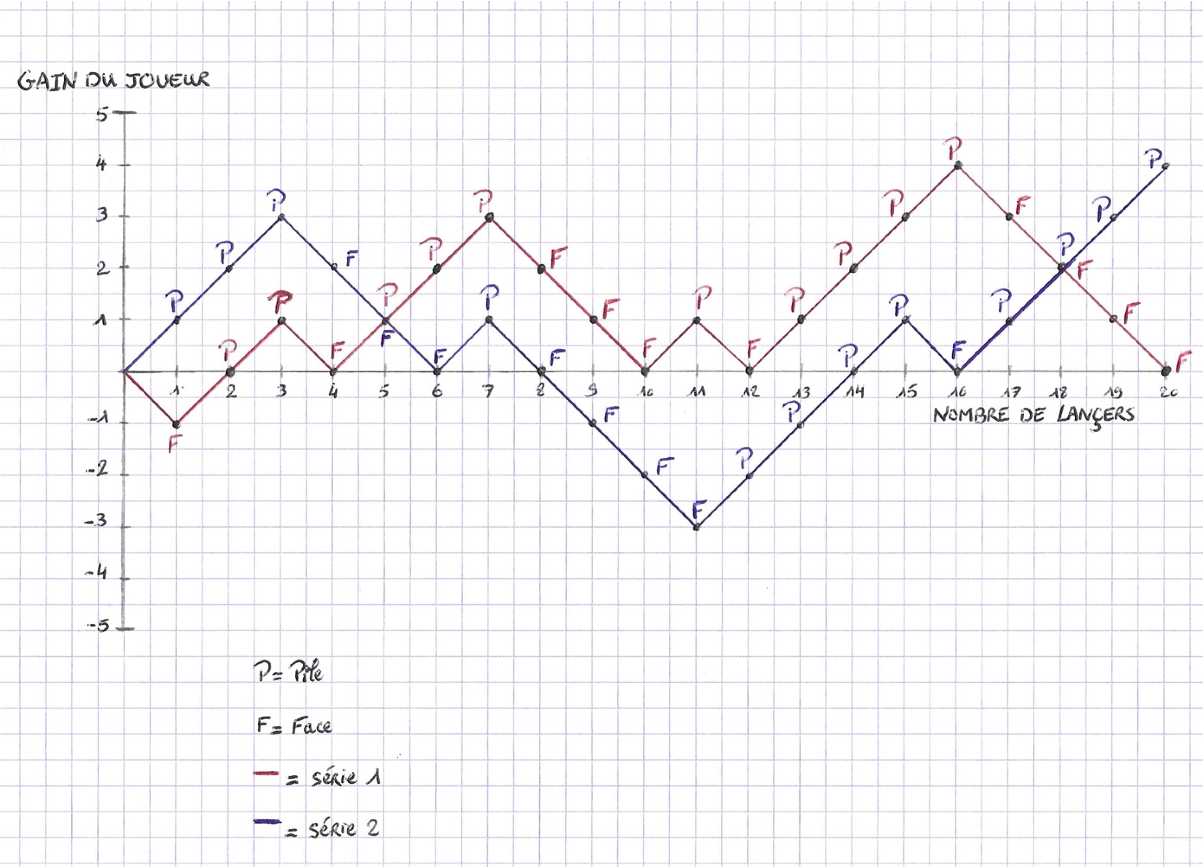 GAIN DU JOUEUR
5
4
P P
3
P P P F P
2
P F P F P F P
1
P P P F P F P P P P F
F F F F F F P F P
1 2 3 4 5 6 7 8 9 10 11 12 13 14 15 16 17 18 19 20
NOMBRE DE LANÇERS
-1
F F P
-2
F P
-3
F
-4
-5
P = Pile
F = Face
= série 1
= série 2